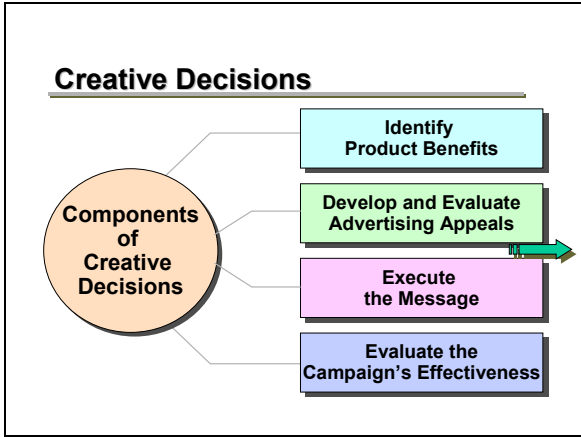 Creative Decisions
Components
of
Creative
Decisions
Identify
Product Benefits
Develop and Evaluate
Advertising Appeals
Execute
the Message
Evaluate the
Campaign's Effectiveness